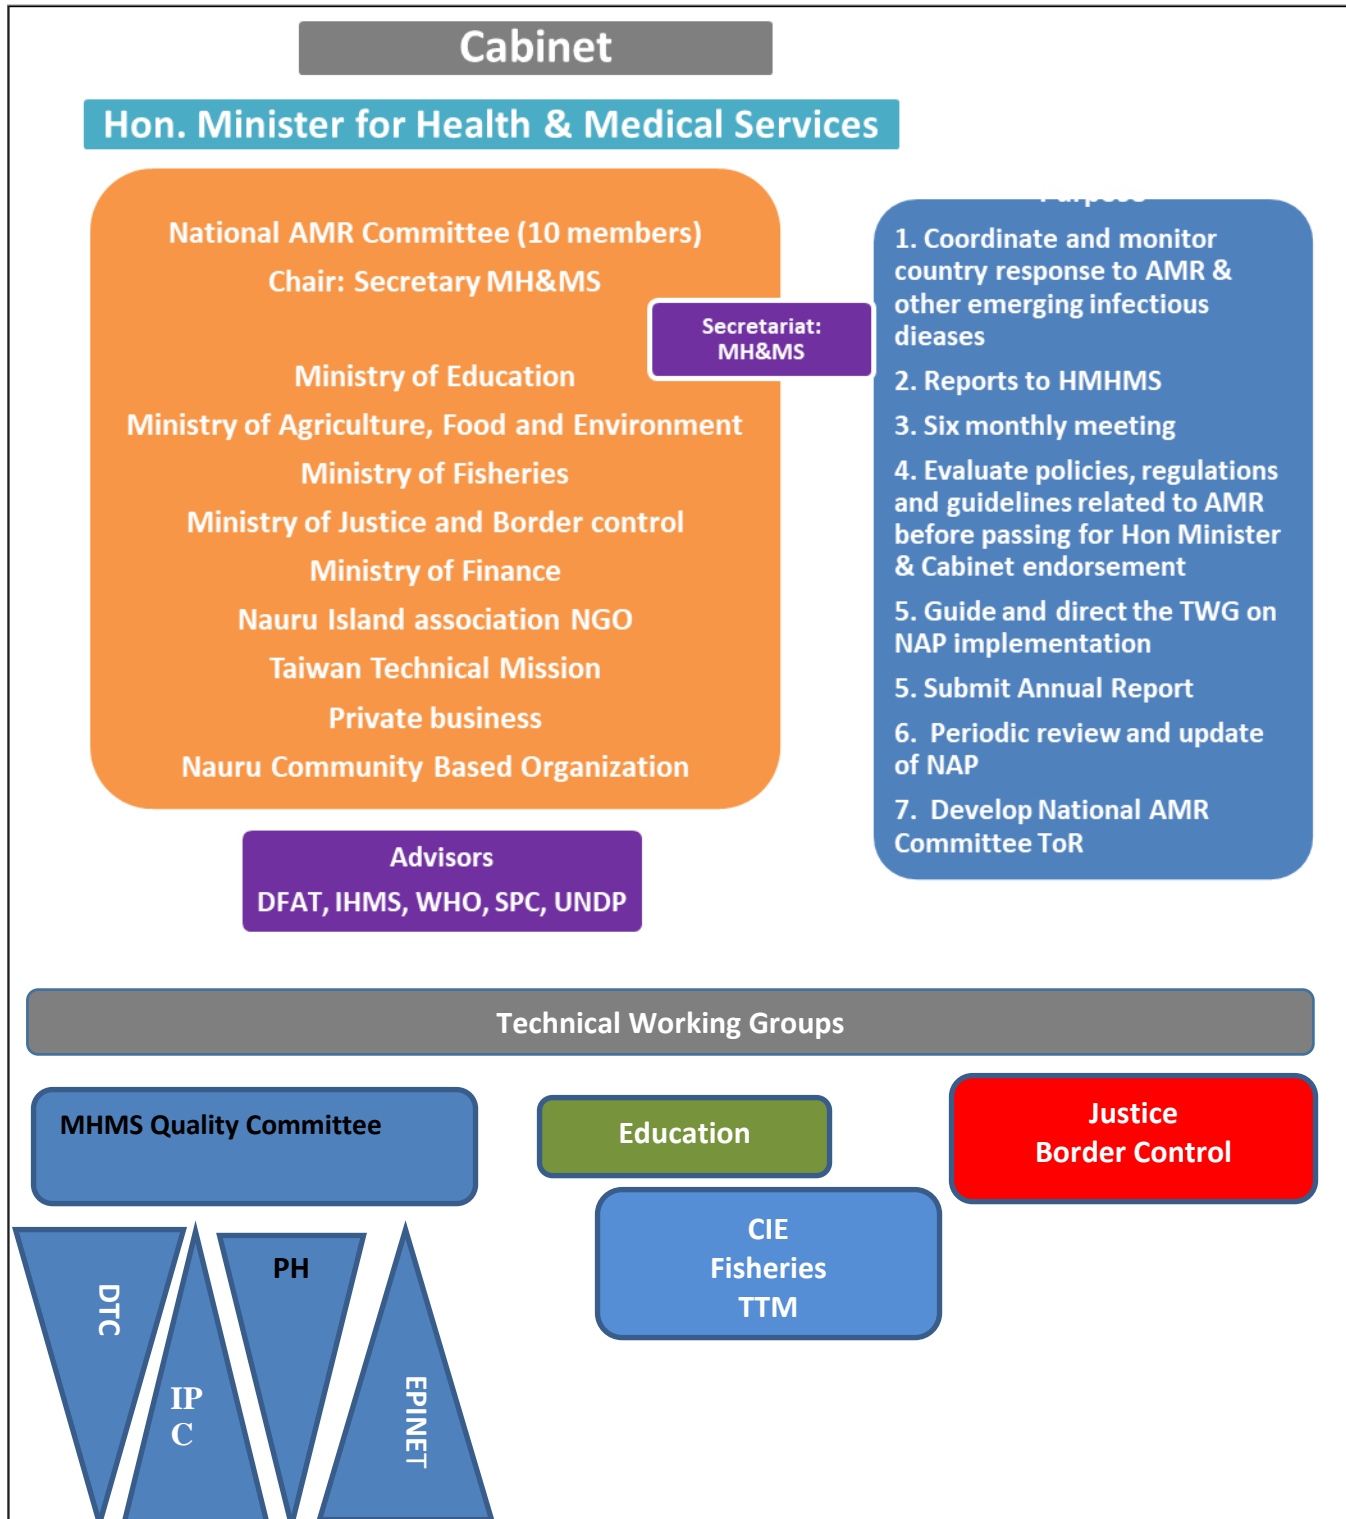 Cabinet
Hon. Minister for Health & Medical Services
National AMR Committee (10 members)
Chair: Secretary MH&MS
Ministry of Education
Ministry of Agriculture, Food and Environment
Ministry of Fisheries
Ministry of Justice and Border control
Ministry of Finance
Nauru Island association NGO
Taiwan Technical Mission
Private business
Nauru Community Based Organization
Secretariat:
MH&MS
Purpose
1. Coordinate and monitor
country response to AMR &
other emerging infectious
dieases
2. Reports to HMHMS
3. Six monthly meeting
4. Evaluate policies, regulations
and guidelines related to AMR
before passing for Hon Minister
& Cabinet endorsement
5. Guide and direct the TWG on
NAP implementation
5. Submit Annual Report
6. Periodic review and update
of NAP
7. Develop National AMR
Committee ToR
Advisors
DFAT, IHMS, WHO, SPC, UNDP
Technical Working Groups
MHMS Quality Committee
Education
Justice
Border Control
CIE
Fisheries
TTM
DTC
IP
C
PH
EPINET